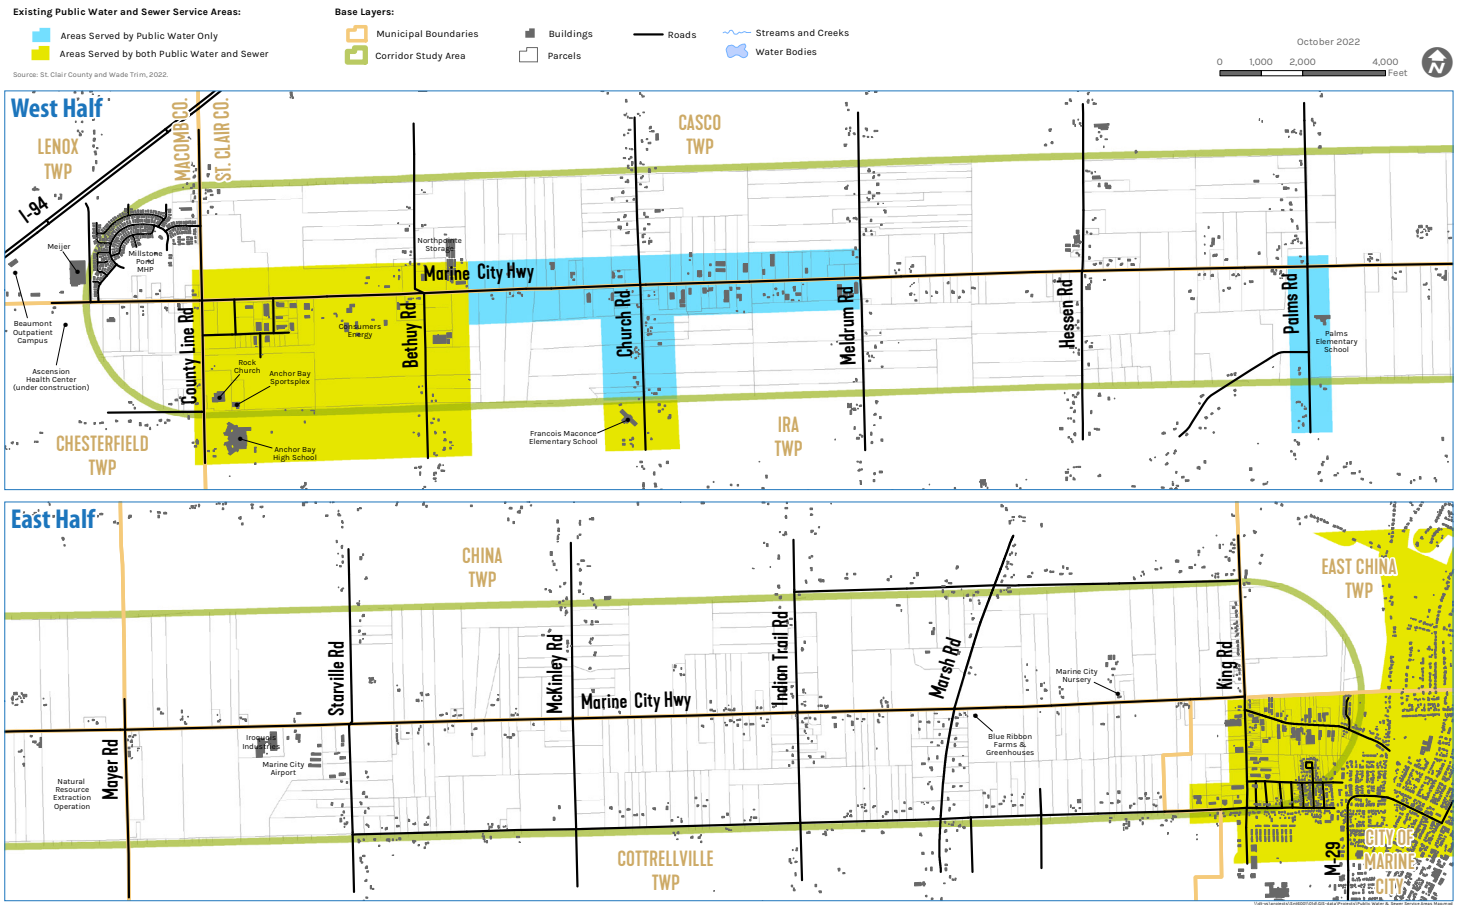 Existing Public Water and Sewer Service Areas:
Areas Served by Public Water Only
Areas Served by both Public Water and Sewer
Source: St. Clair County and Wade Trim, 2022.
Base Layers:
Municipal Boundaries
Corridor Study Area
Buildings
Parcels
Roads
Streams and Creeks
Water Bodies
October 2022
0 1,000 2,000 4,000
Feet
N
West Half
LENOX
TWP
MACOMB CO.
ST. CLAIR CO.
CASCO
TWP
I-94
Meijer
Millstone
Pond
MHP
Northpointe
Storage
Marine City Hwy
Beaumont
Outpatient
Campus
Ascension
Health Center
(under construction)
County Line Rd
Consumers
Energy
Bethuy Rd
Church Rd
Meldrum Rd
Hessen Rd
Palms Rd
Palms
Elementary
School
Rock
Church
Anchor Bay
Sportsplex
Anchor Bay
High School
Francois Maconce
Elementary School
CHESTERFIELD
TWP
IRA
TWP
East Half
CHINA
TWP
EAST CHINA
TWP
Starville Rd
McKinley Rd
Marine City Hwy
Indian Trail Rd
Marsh Rd
Marine City
Nursery
King Rd
Mayer Rd
Iroquois
Industries
Marine City
Airport
Natural
Resource
Extraction
Operation
Blue Ribbon
Farms &
Greenhouses
COTTRELLVILLE
TWP
M-29
CITY OF
MARINE
CITY